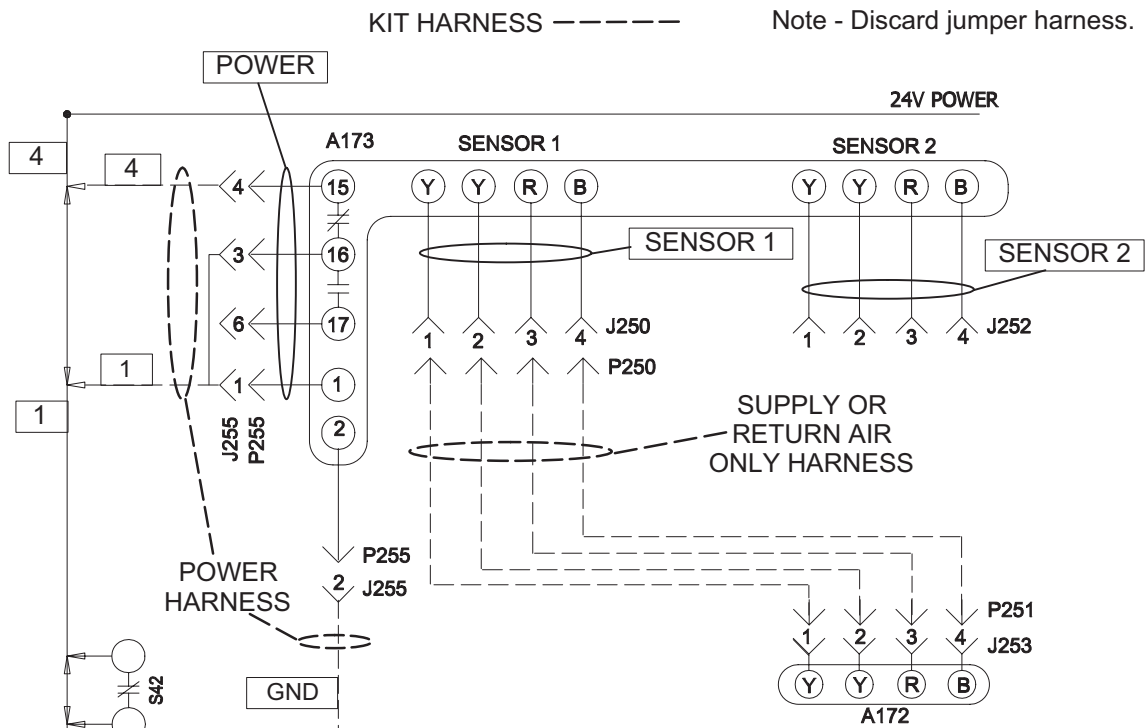 KIT HARNESS
Note - Discard jumper harness.
POWER
24V POWER
A173
SENSOR 1
SENSOR 2
4
4
4
15
Y
Y
R
B
Y
Y
R
B
3
16
SENSOR 1
SENSOR 2
6
17
1
2
3
4
J250
1
2
3
4
J252
P250
1
1
1
1
2
J255
P255
SUPPLY OR
RETURN AIR
ONLY HARNESS
P255
2
J255
POWER
HARNESS
P251
1
2
3
4
J253
S42
GND
Y
Y
R
B
A172